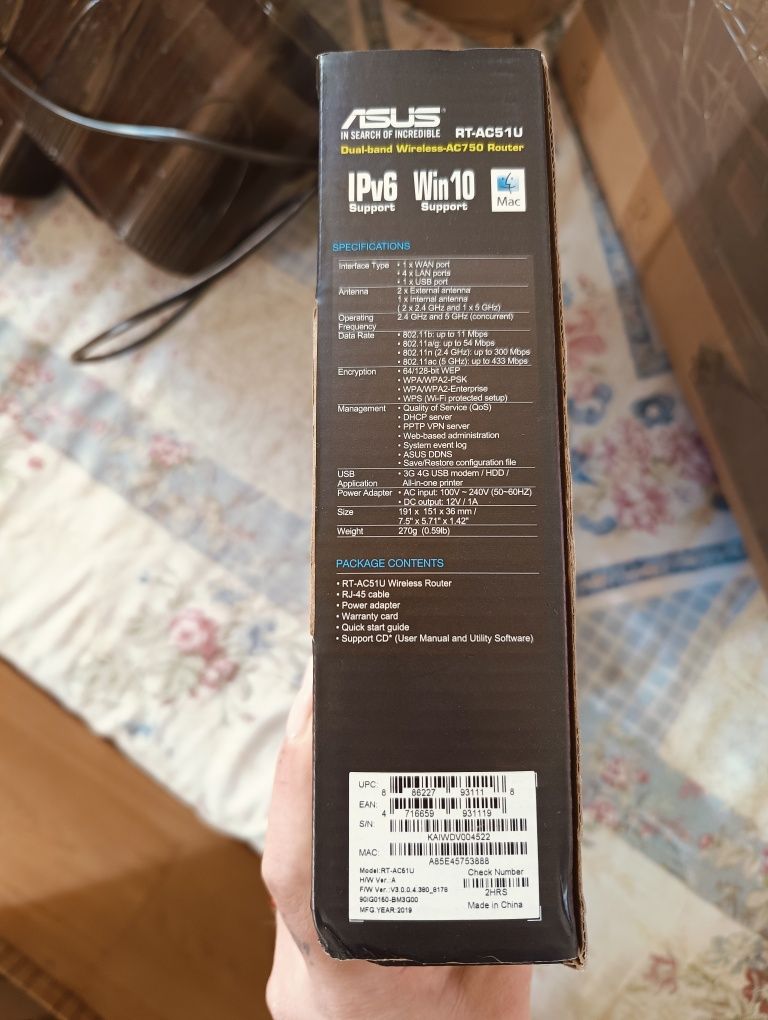 ASUS
IN SEARCH OF INCREDIBLE RT-AC51U
Dual-band Wireless-AC750 Router
IPv6 Win10
Support Support Mac
SPECIFICATIONS
Interface Type • 1 x WAN port
• 4 x LAN ports
• 1 x USB port
Antenna 2 x External antenna
1 x Internal antenna
( 2 x 2.4 GHz and 1 x 5 GHz)
Operating 2.4 GHz and 5 GHz (concurrent)
Frequency
Data Rate • 802.11b: up to 11 Mbps
• 802.11a/g: up to 54 Mbps
• 802.11n (2.4 GHz): up to 300 Mbps
• 802.11ac (5 GHz): up to 433 Mbps
Encryption • 64/128-bit WEP
• WPA/WPA2-PSK
• WPA/WPA2-Enterprise
• WPS (Wi-Fi protected setup)
Management • Quality of Service (QoS)
• DHCP server
• PPTP VPN server
• Web-based administration
• System event log
• ASUS DDNS
• Save/Restore configuration file
USB • 3G 4G USB modem / HDD /
Application All-in-one printer
Power Adapter • AC input: 100V ~ 240V (50~60HZ)
• DC output: 12V / 1A
Size 191 x 151 x 36 mm /
7.5" x 5.71" x 1.42"
Weight 270g (0.59lb)
PACKAGE CONTENTS
• RT-AC51U Wireless Router
• RJ-45 cable
• Power adapter
• Warranty card
• Quick start guide
• Support CD* (User Manual and Utility Software)
UPC: 8 86227 93111 8
EAN: 4 716659 931119
S/N:
KAIWDV004522
MAC:
A85E45753888
Model:RT-AC51U Check Number
H/W Ver.:A
F/W Ver.:V3.0.0.4.380_8178 2HRS
90IG0150-BM3G00
MFG.YEAR:2019 Made in China